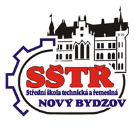 SŠTŘ
Střední škola technická a řemeslná
NOVÝ BYDŽOV